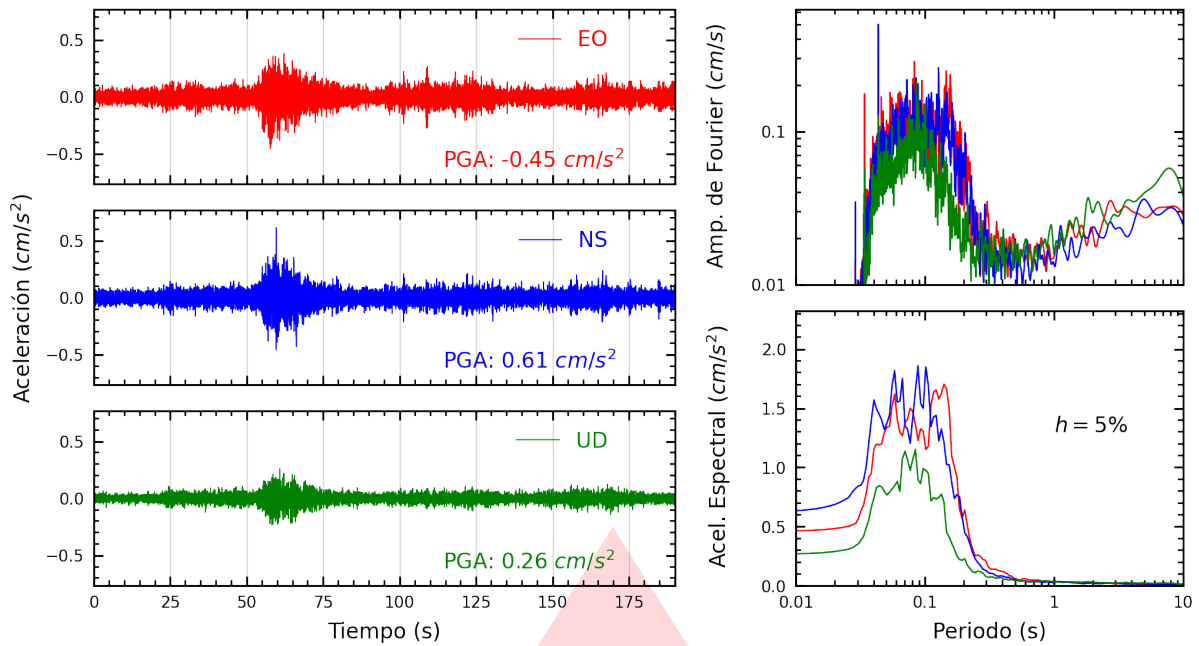 Aceleración (cm/s²)
0.5
0.0
−0.5
EO
PGA: -0.45 cm/s²
0.5
0.0
−0.5
NS
PGA: 0.61 cm/s²
0.5
0.0
−0.5
UD
PGA: 0.26 cm/s²
0 25 50 75 100 125 150 175
Tiempo (s)
Amp. de Fourier (cm/s)
0.1
0.01
Acel. Espectral (cm/s²)
2.0
1.5
1.0
0.5
0.0
h = 5%
0.01 0.1 1 10
Periodo (s)